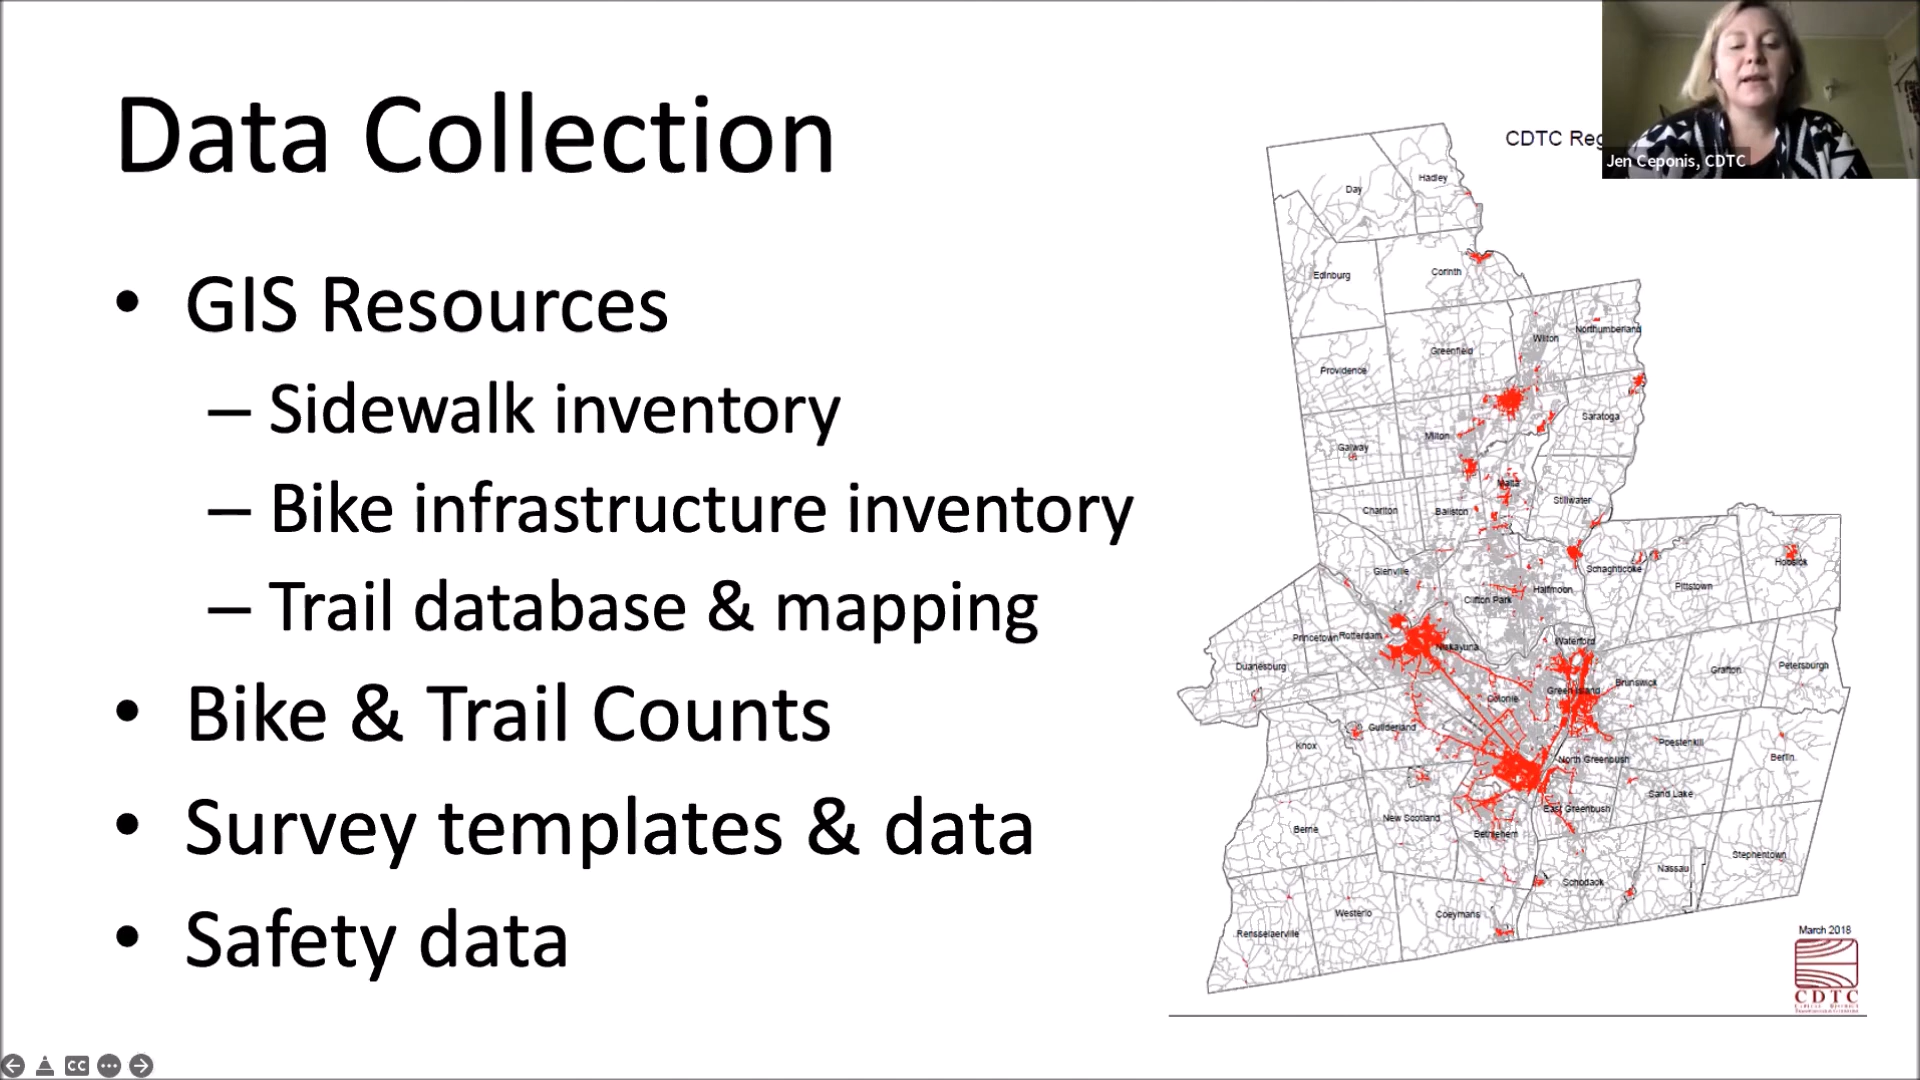 Data Collection
• GIS Resources
– Sidewalk inventory
– Bike infrastructure inventory
– Trail database & mapping
• Bike & Trail Counts
• Survey templates & data
• Safety data
CDTC Reg
Jen Ceponis, CDTC
Day
Hadley
Edinburg
Corinth
Wilton
Northumberland
Greenfield
Providence
Saratoga
Milton
Galway
Malta
Stillwater
Charlton
Ballston
Hoosick
Schaghticoke
Glenville
Pittstown
Halfmoon
Clifton Park
Princetown
Rotterdam
Waterford
Niskayuna
Duanesburg
Petersburgh
Grafton
Brunswick
Green Island
Colonie
Guilderland
Knox
Poestenkill
Berlin
North Greenbush
Sand Lake
East Greenbush
New Scotland
Berne
Bethlehem
Stephentown
Nassau
Schodack
Westerlo
Coeymans
Rensselaerville
March 2018
CDTC
CC